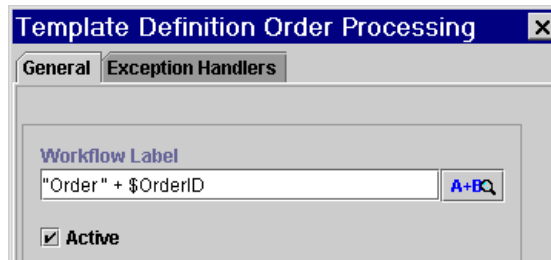 Template Definition Order Processing
General Exception Handlers
Workflow Label
"Order" + $OrderID A+B
Active